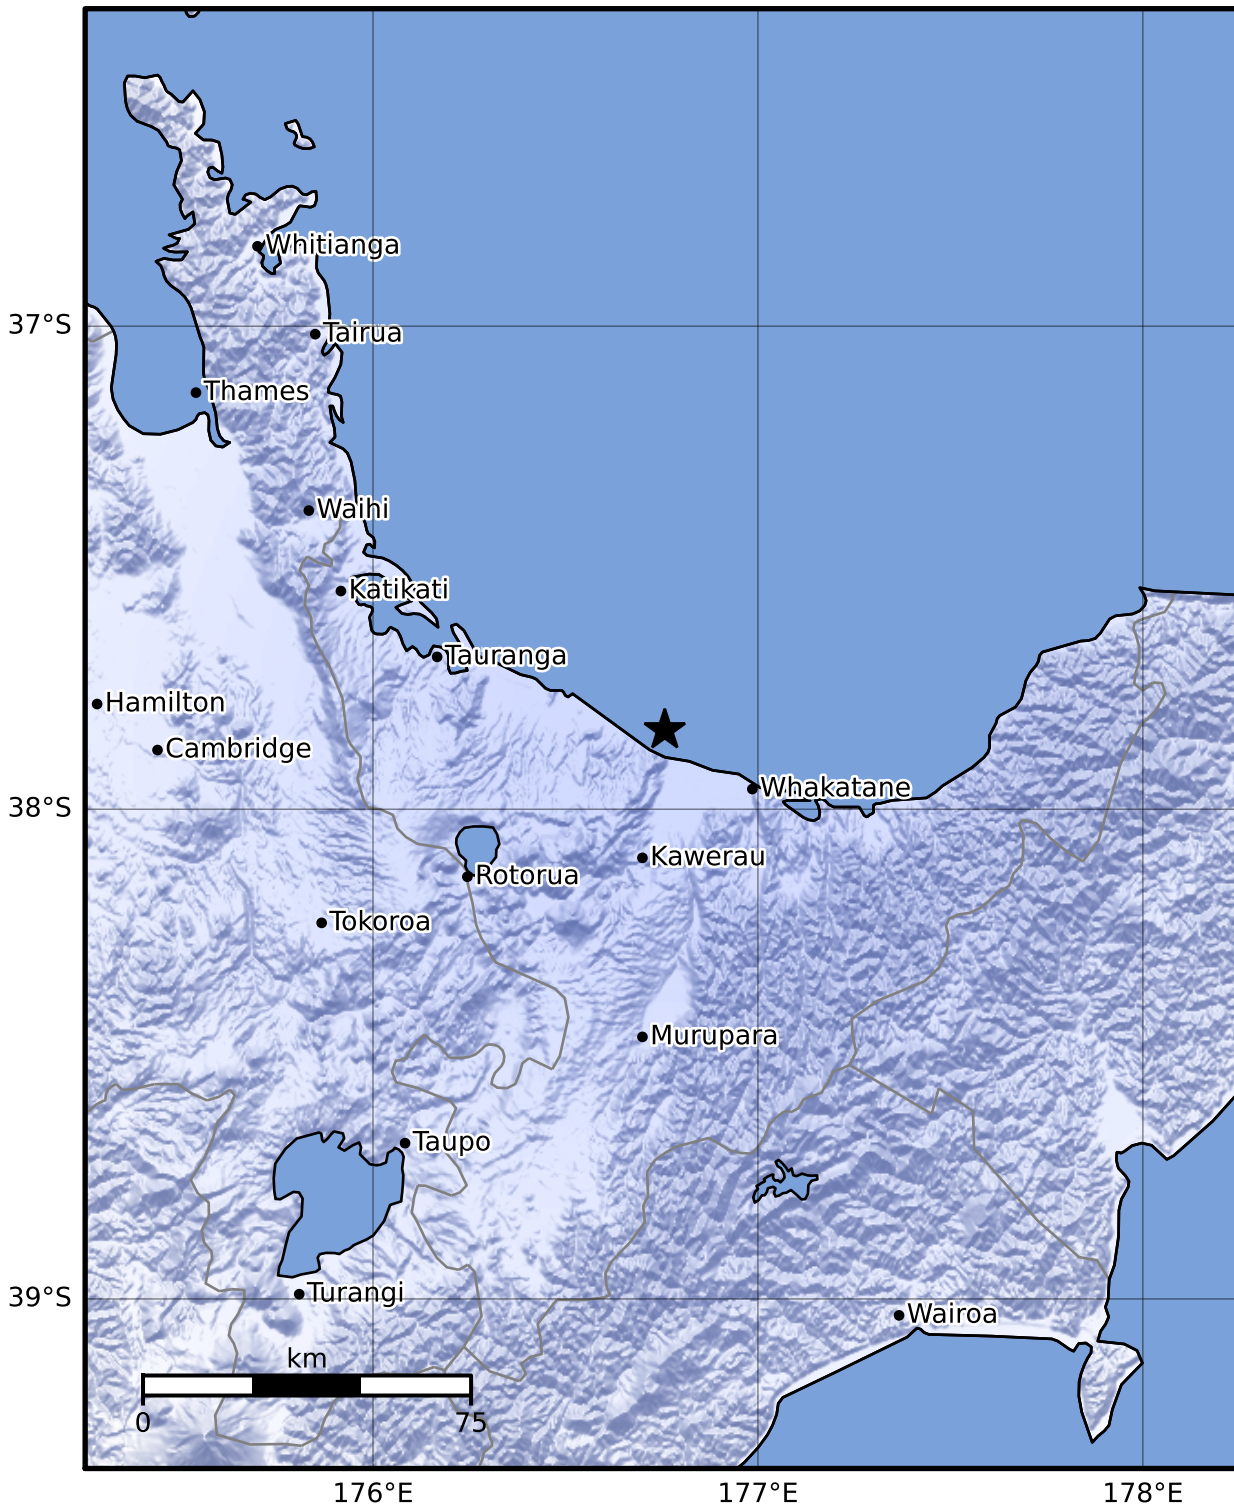 Whitianga
37°S
Tairua
Thames
Waihi
Katikati
Tauranga
Hamilton
Cambridge
Whakatane
38°S
Kawerau
Rotorua
Tokoroa
Murupara
Taupo
39°S
Turangi
Wairoa
km
0 75
176°E 177°E 178°E